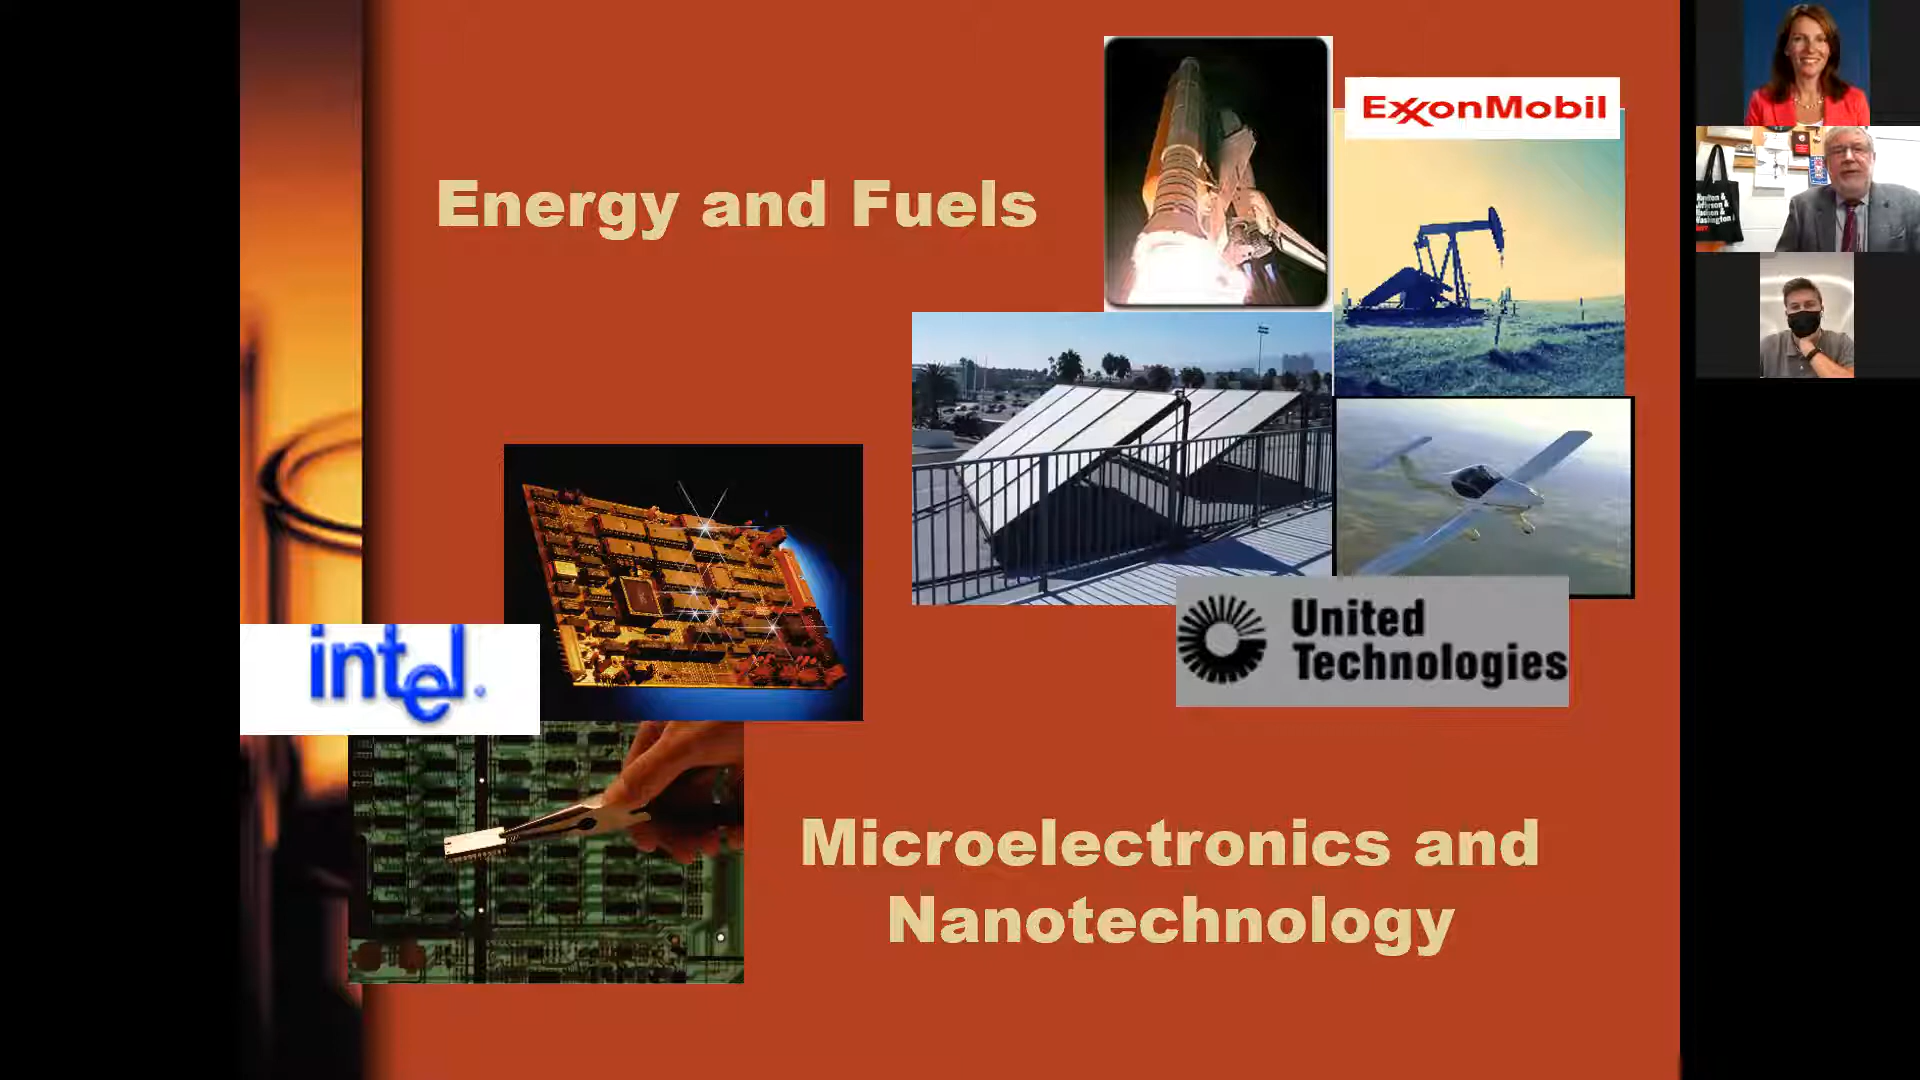 Energy and Fuels
ExxonMobil
intel.
United
Technologies
Microelectronics and
Nanotechnology